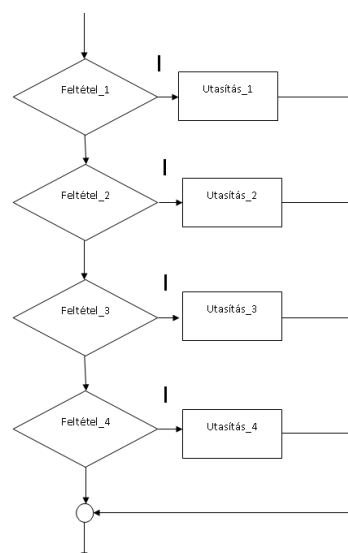 I
Feltétel_1
Utasítás_1
I
Feltétel_2
Utasítás_2
I
Feltétel_3
Utasítás_3
I
Feltétel_4
Utasítás_4